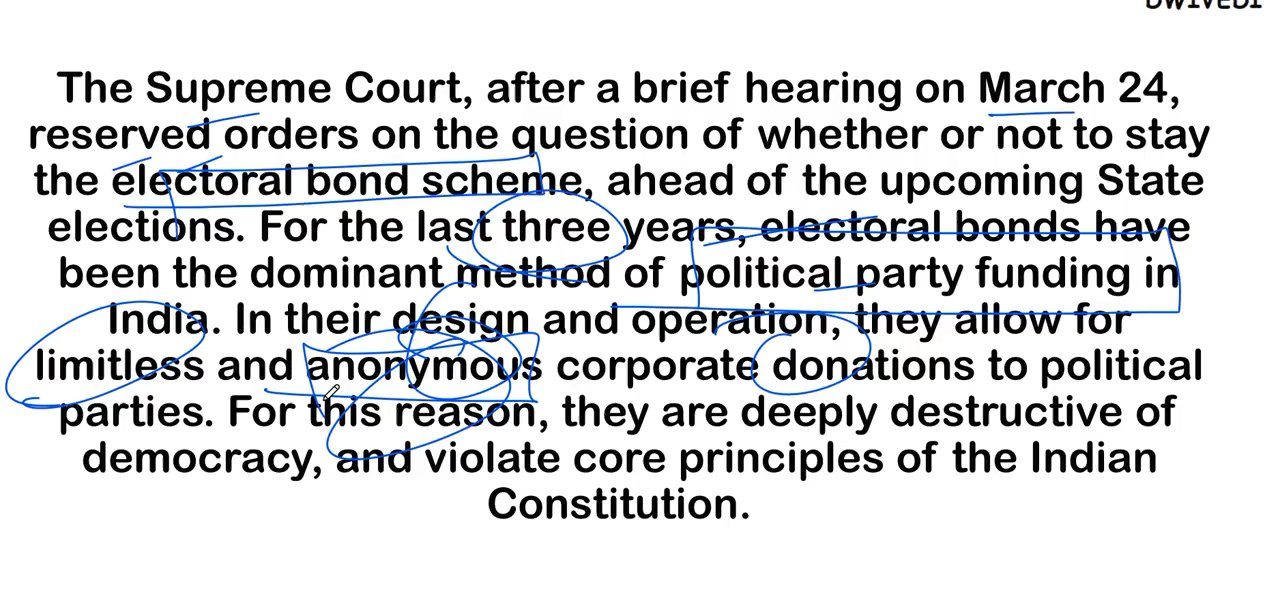 The Supreme Court, after a brief hearing on March 24,
reserved orders on the question of whether or not to stay
the electoral bond scheme, ahead of the upcoming State
elections. For the last three years, electoral bonds have
been the dominant method of political party funding in
India. In their design and operation, they allow for
limitless and anonymous corporate donations to political
parties. For this reason, they are deeply destructive of
democracy, and violate core principles of the Indian
Constitution.